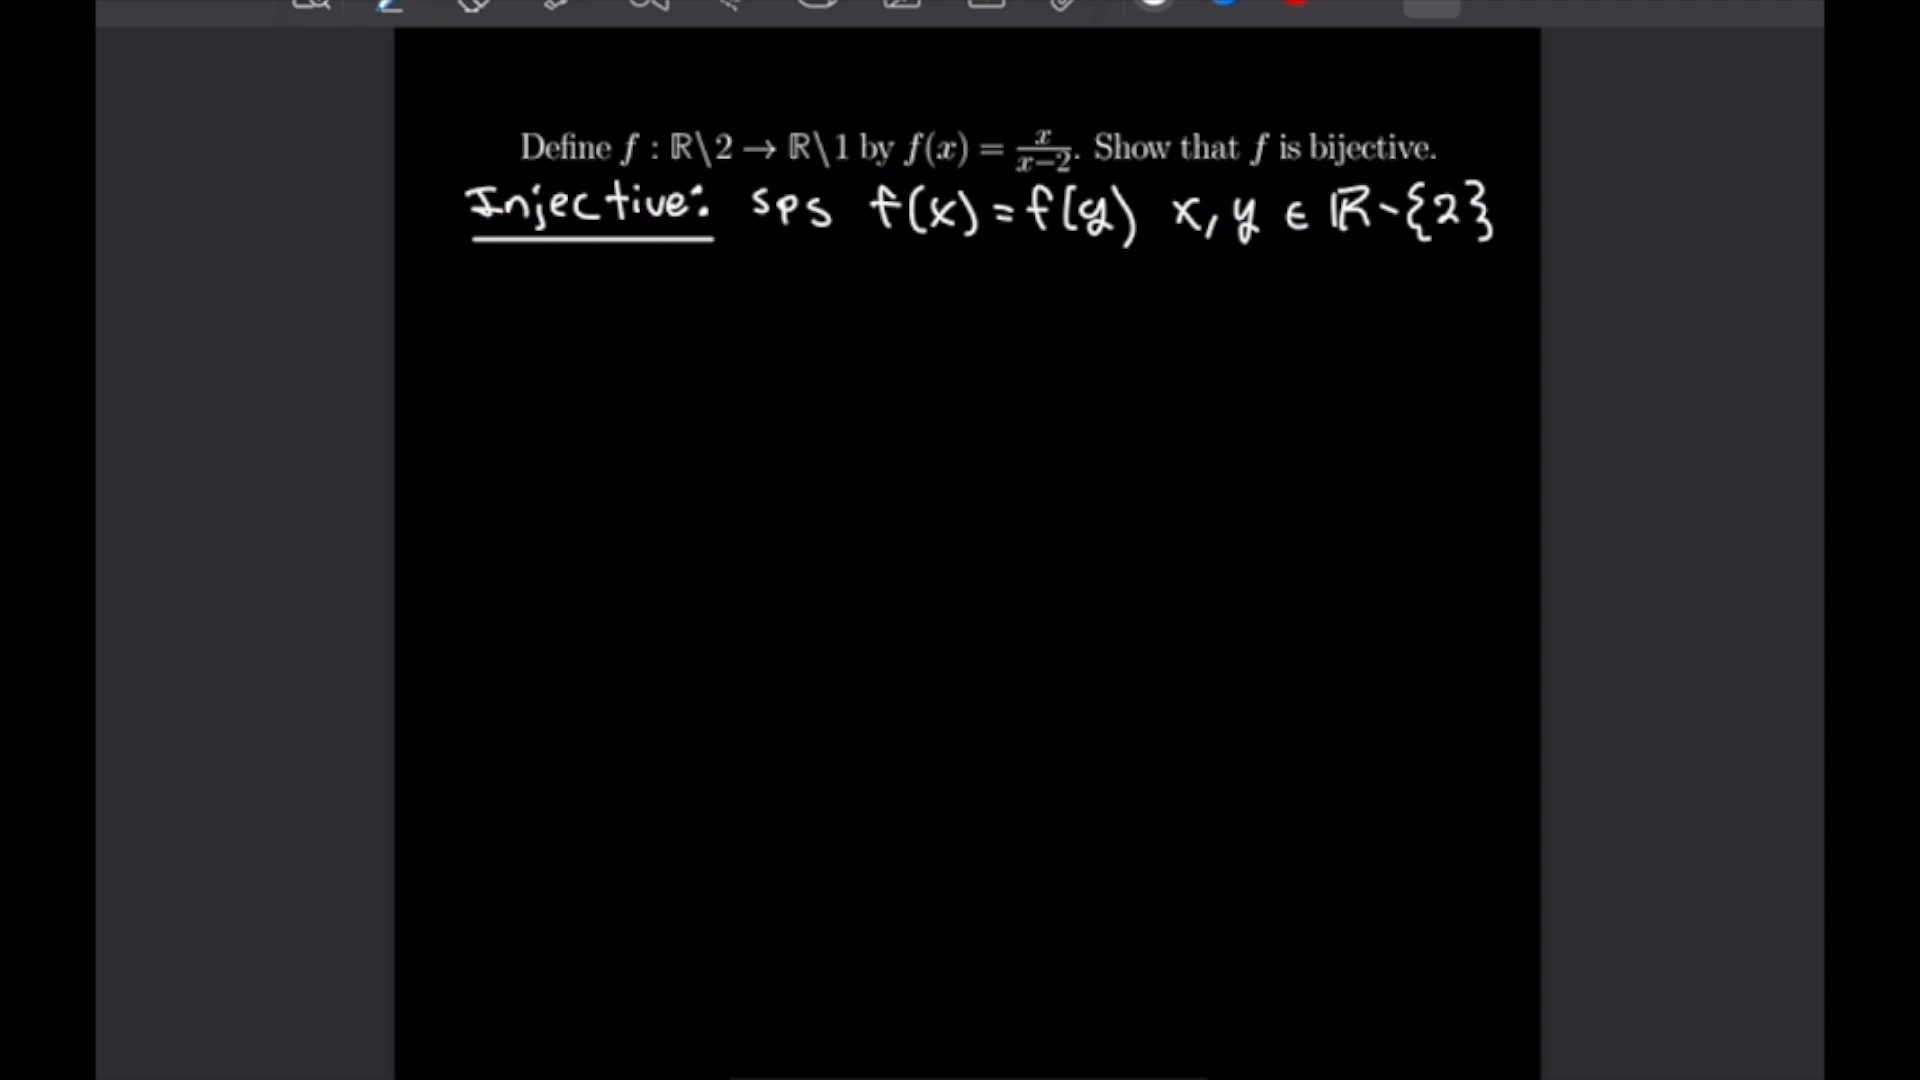 Define f : ℝ\2 → ℝ\1 by f(x) = x/(x−2). Show that f is bijective.
Injective: sps f(x) = f(y) x, y ∈ ℝ-{2}